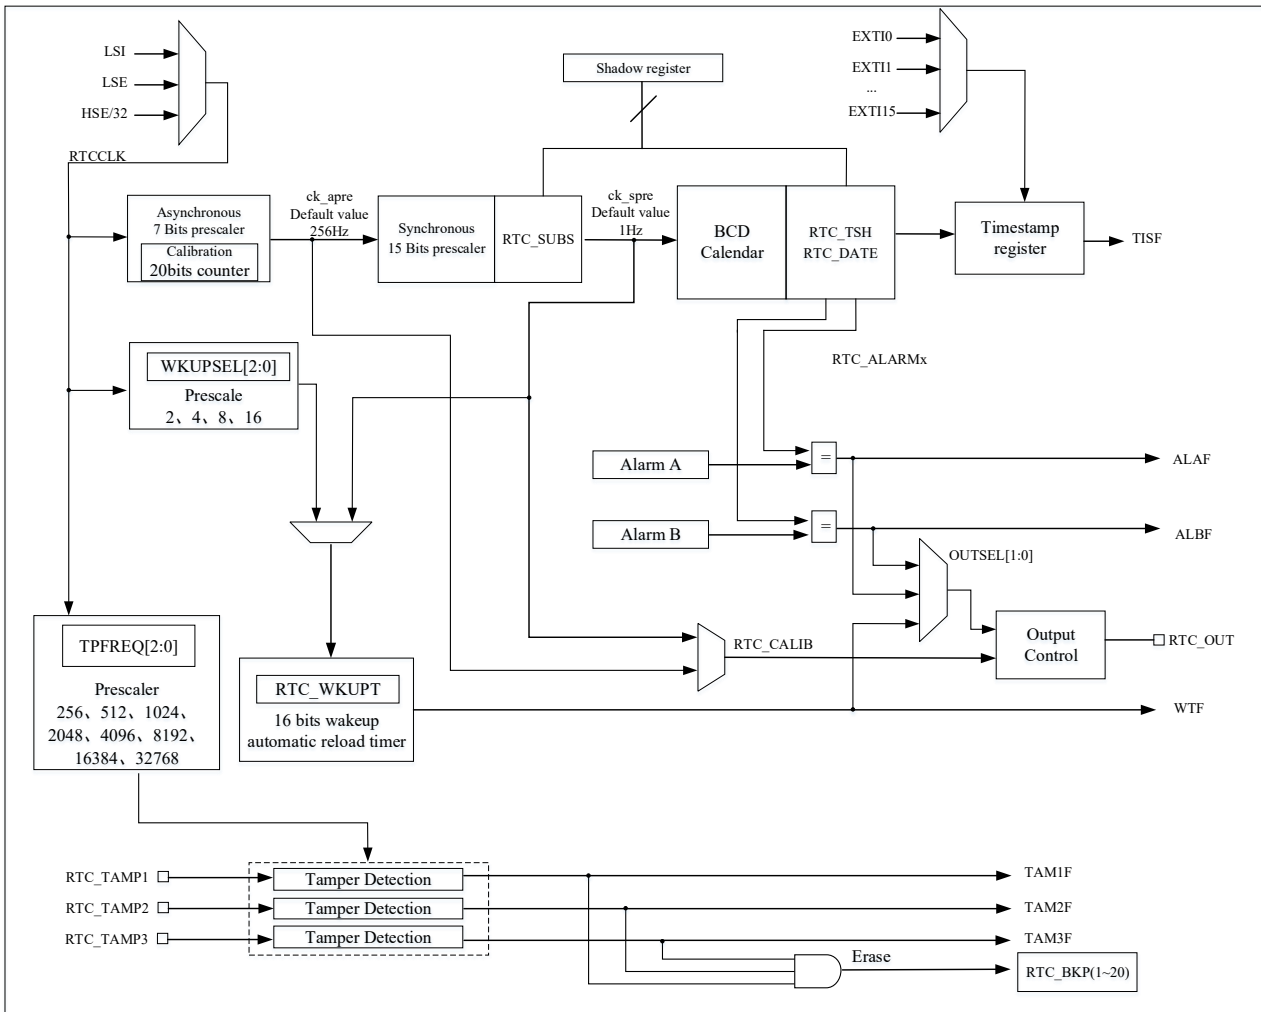 LSI
LSE
HSE/32
RTCCLK
Shadow register
EXTI0
EXTI1
...
EXTI15
Asynchronous
7 Bits prescaler
Calibration
20bits counter
ck_apre
Default value
256Hz
Synchronous
15 Bits prescaler
RTC_SUBS
ck_spre
Default value
1Hz
BCD
Calendar
RTC_TSH
RTC_DATE
Timestamp
register
TISF
WKUPSEL[2:0]
Prescale
2、4、8、16
RTC_ALARMx
Alarm A
=
ALAF
Alarm B
=
ALBF
OUTSEL[1:0]
TPFREQ[2:0]
Prescaler
256、512、1024、
2048、4096、8192、
16384、32768
RTC_WKUPT
16 bits wakeup
automatic reload timer
RTC_CALIB
Output
Control
RTC_OUT
WTF
RTC_TAMP1
Tamper Detection
TAM1F
RTC_TAMP2
Tamper Detection
TAM2F
RTC_TAMP3
Tamper Detection
TAM3F
Erase
RTC_BKP(1~20)